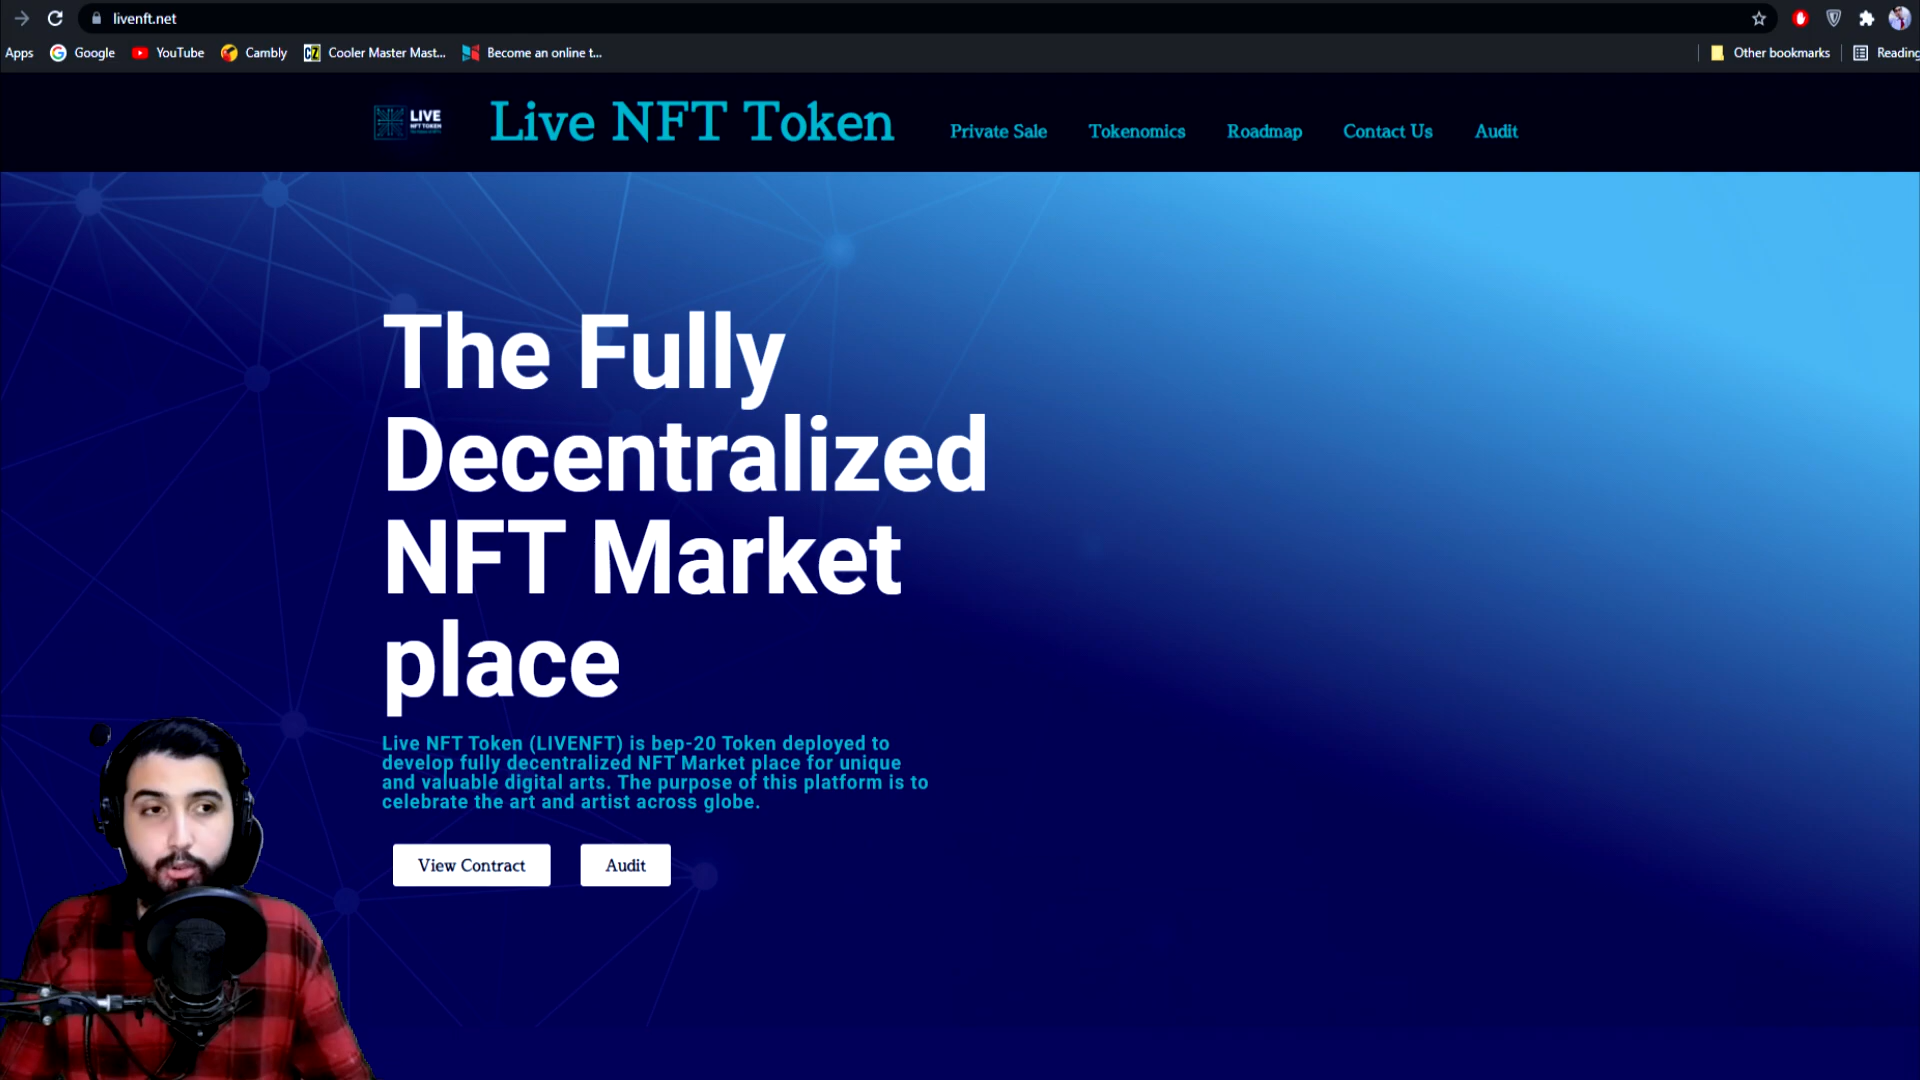 livenft.net
Apps Google YouTube Cambly Cooler Master Mast... Become an online t... Other bookmarks Reading
LIVE
NFT TOKEN
Live NFT Token
Private Sale Tokenomics Roadmap Contact Us Audit
The Fully
Decentralized
NFT Market
place
Live NFT Token (LIVENFT) is bep-20 Token deployed to
develop fully decentralized NFT Market place for unique
and valuable digital arts. The purpose of this platform is to
celebrate the art and artist across globe.
View Contract Audit